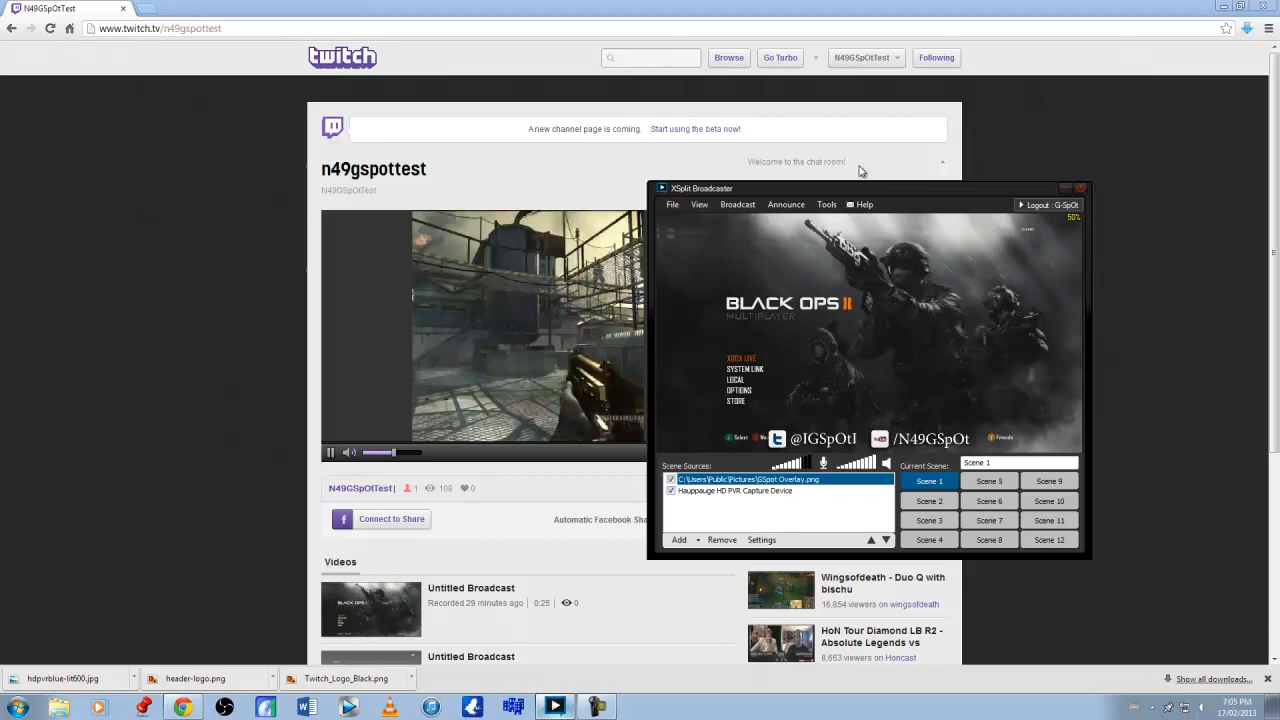 N49GSpOtTest
www.twitch.tv/n49gspottest
twitch
Browse
Go Turbo
N49GSpOtTest
Following
A new channel page is coming. Start using the beta now!
n49gspottest
N49GSpOtTest
Welcome to the chat room!
XSplit Broadcaster
File View Broadcast Announce Tools Help
Logout : G-SpOt
50%
BLACK OPS II
MULTIPLAYER
XBOX LIVE
SYSTEM LINK
LOCAL
OPTIONS
STORE
Select
Friends
@IGSpOtI
/N49GSpOt
Scene Sources:
C:\Users\Public\Pictures\GSpot Overlay.png
Hauppauge HD PVR Capture Device
Add Remove Settings
Current Scene: Scene 1
Scene 1 Scene 5 Scene 9
Scene 2 Scene 6 Scene 10
Scene 3 Scene 7 Scene 11
Scene 4 Scene 8 Scene 12
N49GSpOtTest | 1 108 0
Connect to Share
Automatic Facebook Sha
Videos
Untitled Broadcast
Recorded 29 minutes ago 0:25 0
Untitled Broadcast
Wingsofdeath - Duo Q with
bischu
16,854 viewers on wingsofdeath
HoN Tour Diamond LB R2 -
Absolute Legends vs
8,663 viewers on Honcast
hdpvrblue-lit600.jpg
header-logo.png
Twitch_Logo_Black.png
Show all downloads...
7:05 PM
17/02/2013